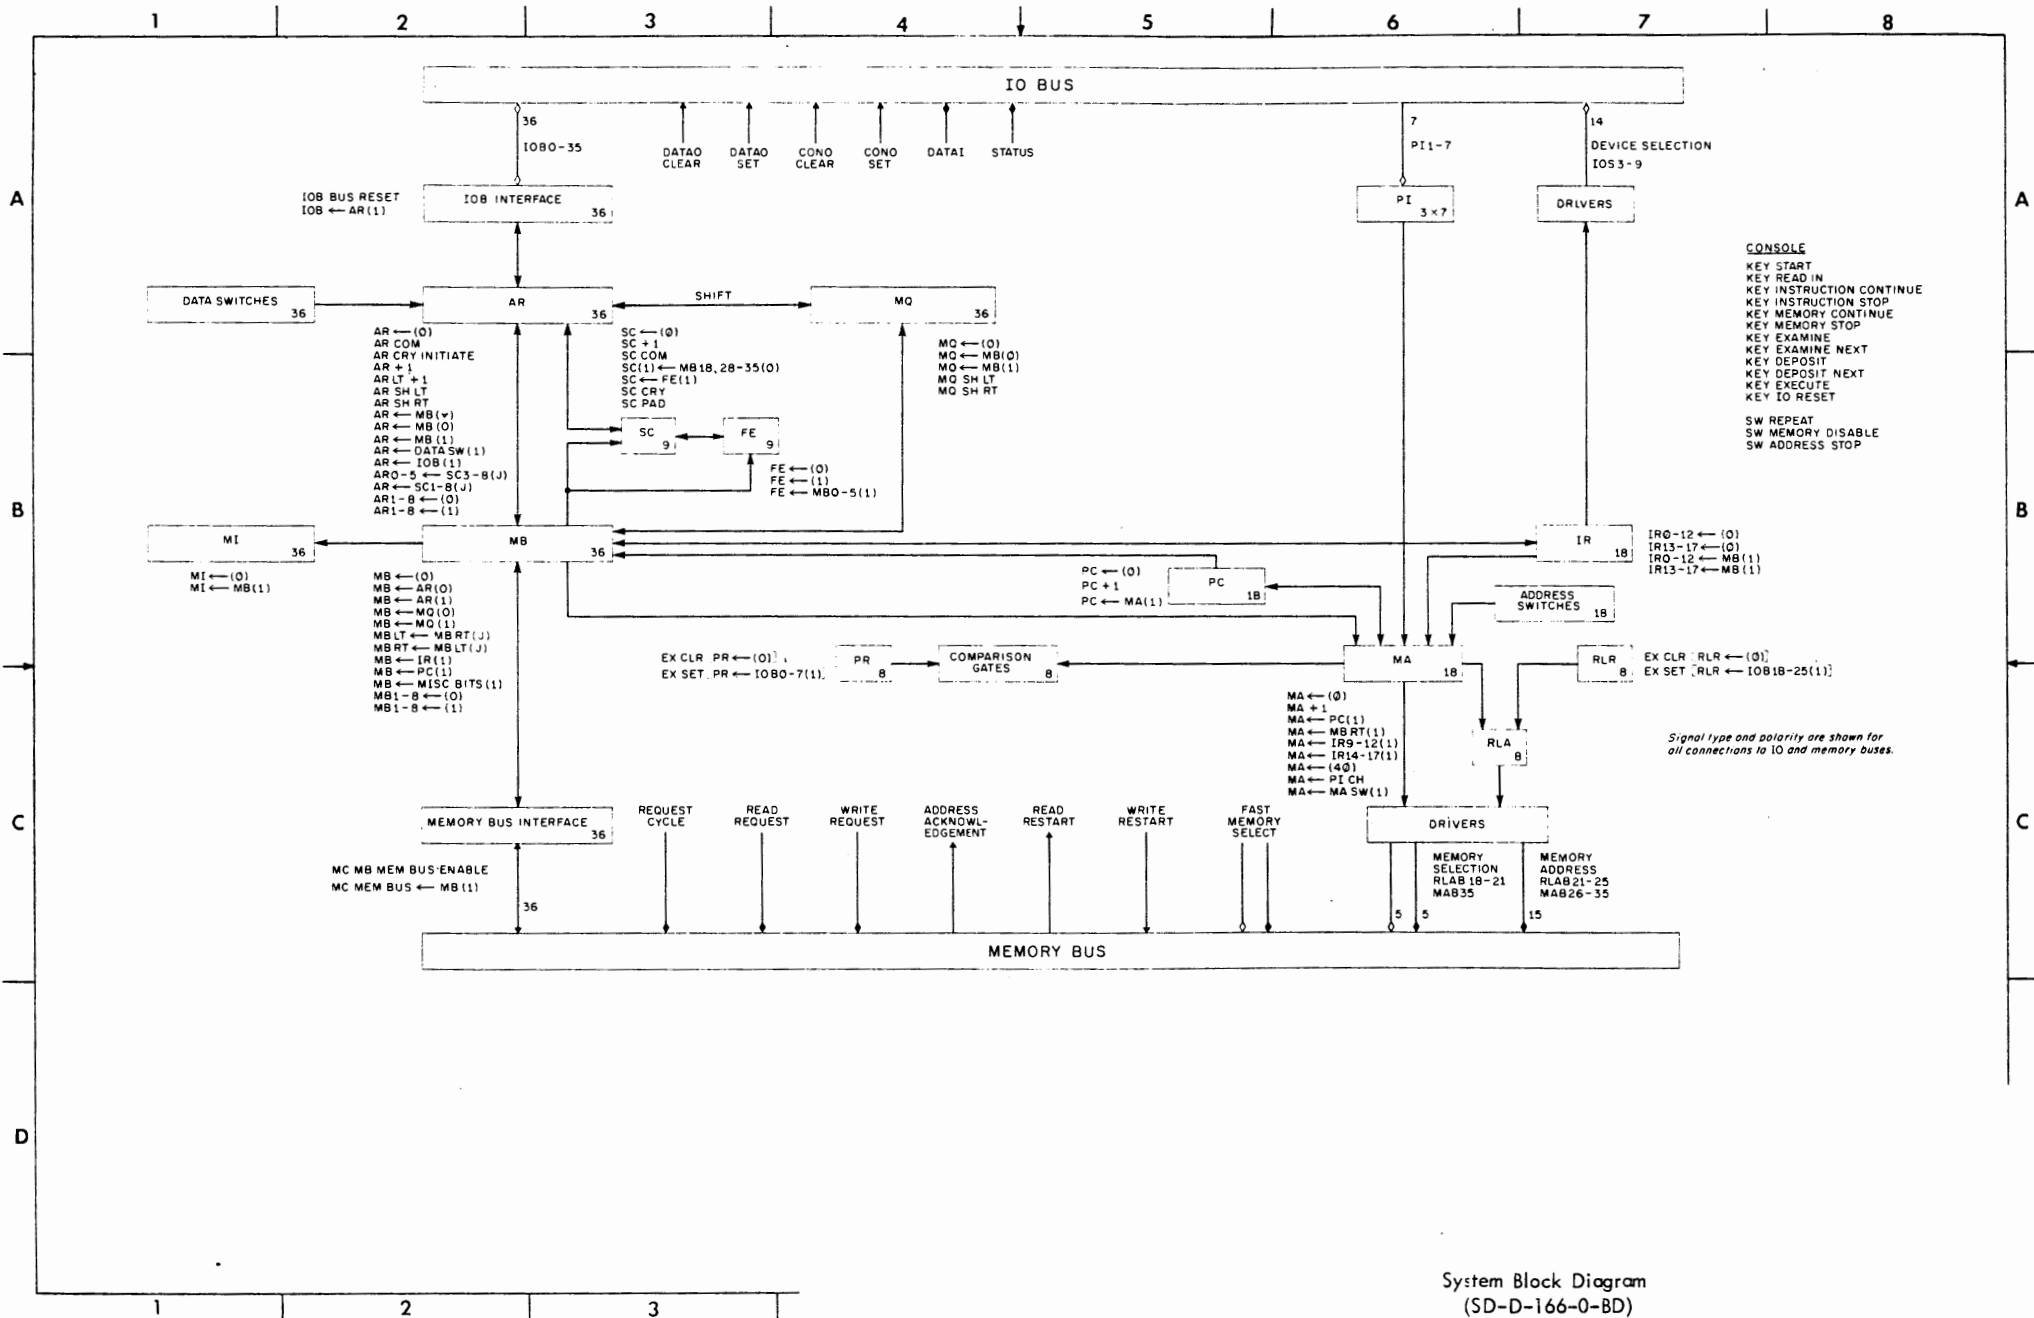 1 2 3 4 5 6 7 8
IO BUS
36
IOB0-35
DATAO
CLEAR
DATAO
SET
CONO
CLEAR
CONO
SET
DATAI
STATUS
7
PI1-7
14
DEVICE SELECTION
IOS3-9
A
A
IOB BUS RESET
IOB ← AR(1)
IOB INTERFACE
36
PI
3×7
DRIVERS
CONSOLE
KEY START
KEY READ IN
KEY INSTRUCTION CONTINUE
KEY INSTRUCTION STOP
KEY MEMORY CONTINUE
KEY MEMORY STOP
KEY EXAMINE
KEY EXAMINE NEXT
KEY DEPOSIT
KEY DEPOSIT NEXT
KEY EXECUTE
KEY IO RESET
SW REPEAT
SW MEMORY DISABLE
SW ADDRESS STOP
DATA SWITCHES
36
AR
36
SHIFT
MQ
36
AR ← (0)
AR COM
AR CRY INITIATE
AR +1
AR LT +1
AR SH LT
AR SH RT
AR ← MB(∀)
AR ← MB(0)
AR ← MB(1)
AR ← DATA SW(1)
AR ← IOB(1)
AR0-5 ← SC3-8(J)
AR ← SC1-8(J)
AR1-8 ← (0)
AR1-8 ← (1)
SC ← (0)
SC +1
SC COM
SC(1) ← MB18,28-35(0)
SC ← FE(1)
SC CRY
SC PAD
MQ ← (0)
MQ ← MB(0)
MQ ← MB(1)
MQ SH LT
MQ SH RT
SC
9
FE
9
FE ← (0)
FE ← (1)
FE ← MB0-5(1)
B
B
MI
36
MB
36
IR
18
IR0-12 ← (0)
IR13-17 ← (0)
IR0-12 ← MB(1)
IR13-17 ← MB(1)
MI ← (0)
MI ← MB(1)
MB ← (0)
MB ← AR(0)
MB ← AR(1)
MB ← MQ(0)
MB ← MQ(1)
MBLT ← MBRT(J)
MBRT ← MBLT(J)
MB ← IR(1)
MB ← PC(1)
MB ← MISC BITS(1)
MB1-8 ← (0)
MB1-8 ← (1)
PC ← (0)
PC +1
PC ← MA(1)
PC
18
ADDRESS
SWITCHES
18
EX CLR PR ← (0)]
EX SET PR ← IOB0-7(1)]
PR
8
COMPARISON
GATES
8
MA
18
RLR
8
EX CLR [RLR ← (0)]
EX SET [RLR ← IOB18-25(1)]
MA ← (0)
MA +1
MA ← PC(1)
MA ← MBRT(1)
MA ← IR9-12(1)
MA ← IR14-17(1)
MA ← (40)
MA ← PI CH
MA ← MA SW(1)
RLA
8
Signal type and polarity are shown for
all connections to IO and memory buses.
C
C
MEMORY BUS INTERFACE
36
REQUEST
CYCLE
READ
REQUEST
WRITE
REQUEST
ADDRESS
ACKNOWL-
EDGEMENT
READ
RESTART
WRITE
RESTART
FAST
MEMORY
SELECT
DRIVERS
MC MB MEM BUS ENABLE
MC MEM BUS ← MB(1)
36
MEMORY
SELECTION
RLAB 18-21
MAB35
MEMORY
ADDRESS
RLAB21-25
MAB26-35
5
5
15
MEMORY BUS
D
1 2 3
System Block Diagram
(SD-D-166-0-BD)